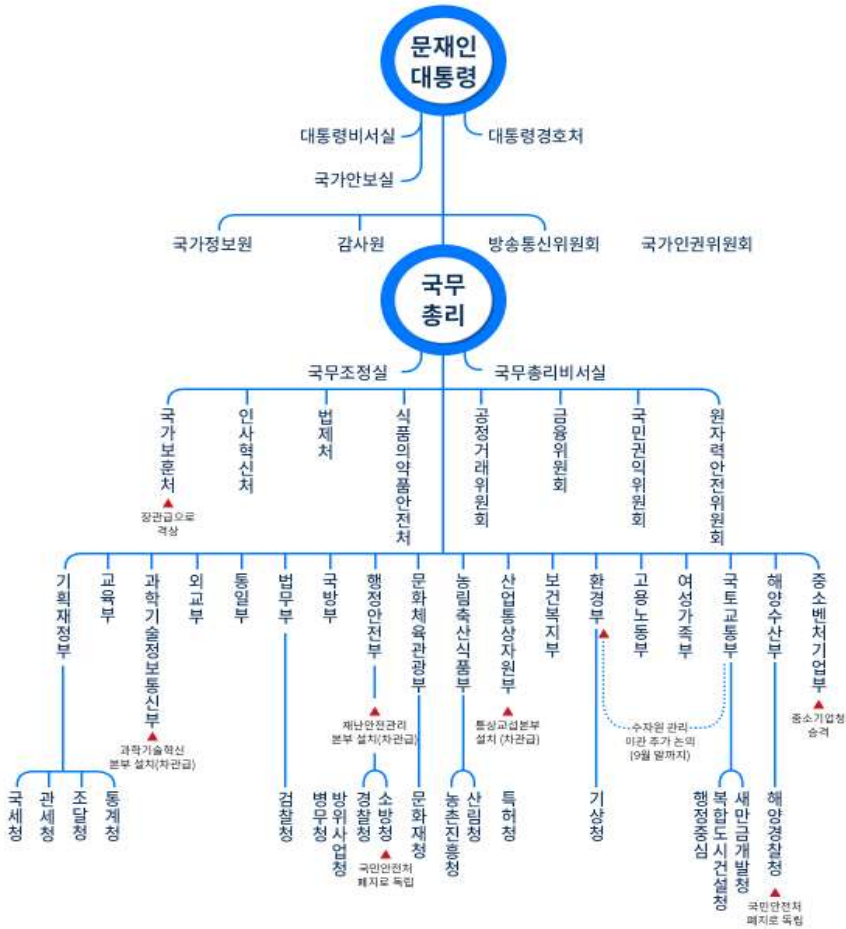 문재인
대통령
대통령비서실
대통령경호처
국가안보실
국가정보원
감사원
방송통신위원회
국가인권위원회
국무
총리
국무조정실
국무총리비서실
국가보훈처
인사혁신처
법제처
식품의약품안전처
공정거래위원회
금융위원회
국민권익위원회
원자력안전위원회
장관급으로
격상
기획재정부
교육부
과학기술정보통신부
외교부
통일부
법무부
국방부
행정안전부
문화체육관광부
농림축산식품부
산업통상자원부
보건복지부
환경부
고용노동부
여성가족부
국토교통부
해양수산부
중소벤처기업부
과학기술혁신
본부 설치(차관급)
재난안전관리
본부 설치(차관급)
통상교섭본부
설치 (차관급)
수자원 관리
이관 추가 논의
(9월 말까지)
중소기업청
승격
국세청
관세청
조달청
통계청
검찰청
병무청
방위사업청
경찰청
소방청
문화재청
농촌진흥청
산림청
특허청
기상청
행정중심
복합도시건설청
새만금개발청
해양경찰청
국민안전처
폐지로 독립
국민안전처
폐지로 독립